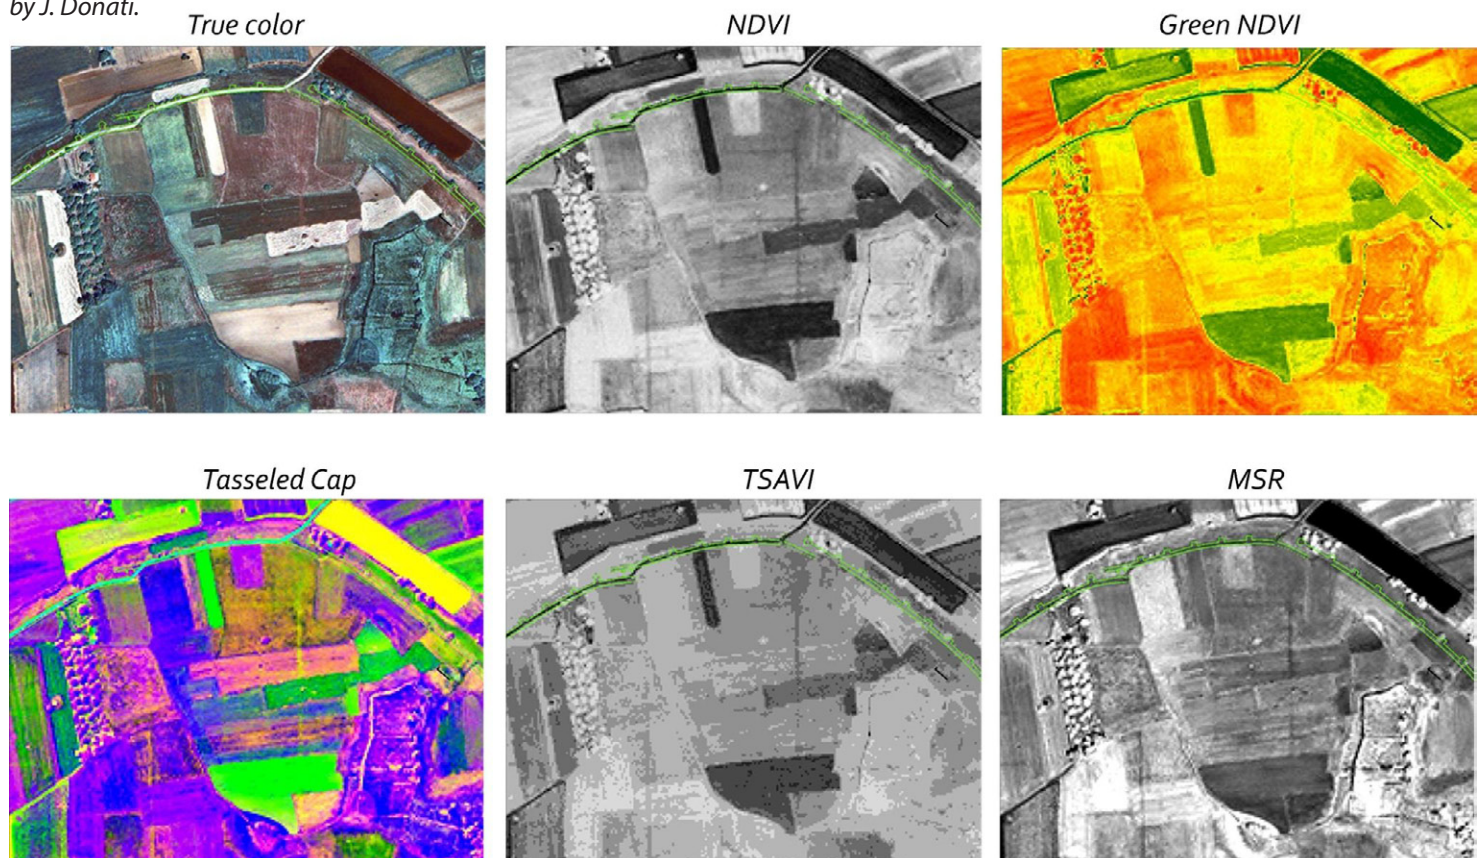 by J. Donati.
True color
NDVI
Green NDVI
Tasseled Cap
TSAVI
MSR